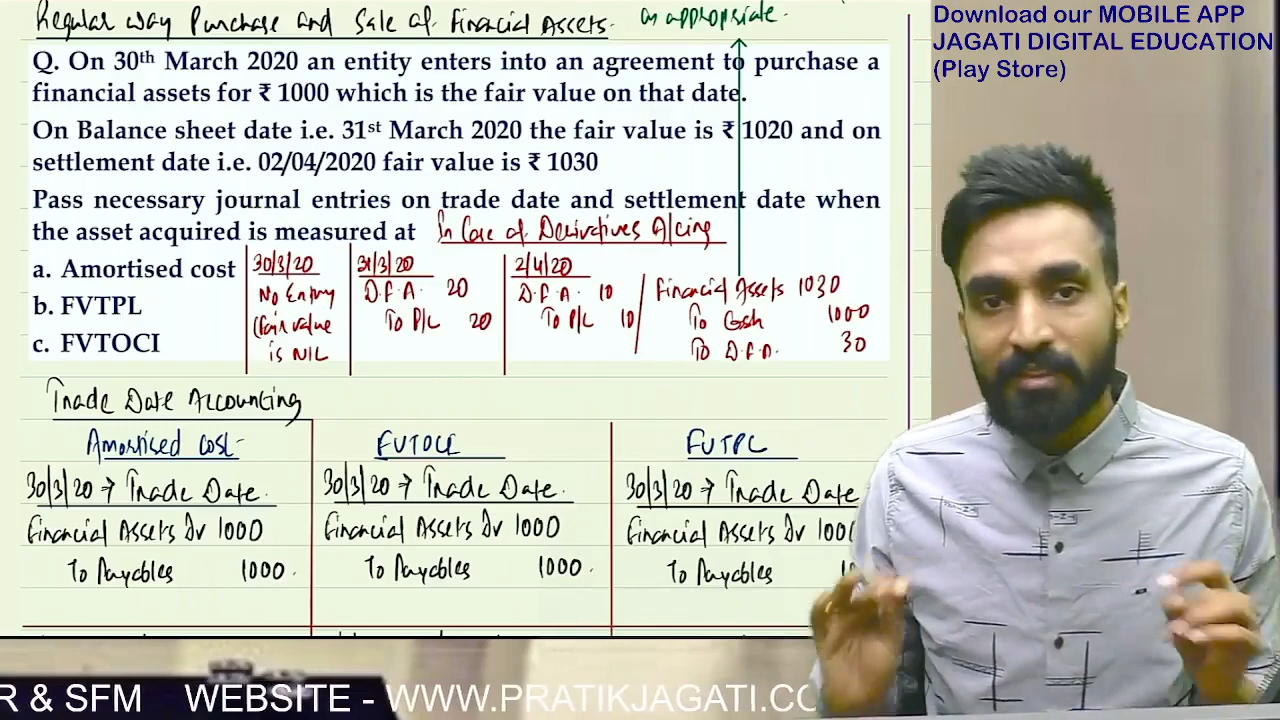 Regular way Purchase and Sale of Financial Assets. as appropriate.
Download our MOBILE APP
JAGATI DIGITAL EDUCATION
(Play Store)
Q. On 30th March 2020 an entity enters into an agreement to purchase a
financial assets for ₹ 1000 which is the fair value on that date.
On Balance sheet date i.e. 31st March 2020 the fair value is ₹ 1020 and on
settlement date i.e. 02/04/2020 fair value is ₹ 1030
Pass necessary journal entries on trade date and settlement date when
the asset acquired is measured at In Case of Derivatives A/cing
a. Amortised cost
b. FVTPL
c. FVTOCI
30/3/20
No Entry
(Fair value
is NIL
31/3/20
D.F.A. 20
To P/L 20
2/4/20
D.F.A. 10
To P/L 10
Financial Assets 1030
To Cash 1000
To D.F.A. 30
Trade Date Accounting
Amortised Cost
30/3/20 → Trade Date.
Financial Assets Dr 1000
To Payables 1000.
FVTOCI
30/3/20 → Trade Date.
Financial Assets Dr 1000
To Payables 1000.
FVTPL
30/3/20 → Trade Date
Financial Assets Dr 100
To Payables 1
R & SFM WEBSITE - WWW.PRATIKJAGATI.CO